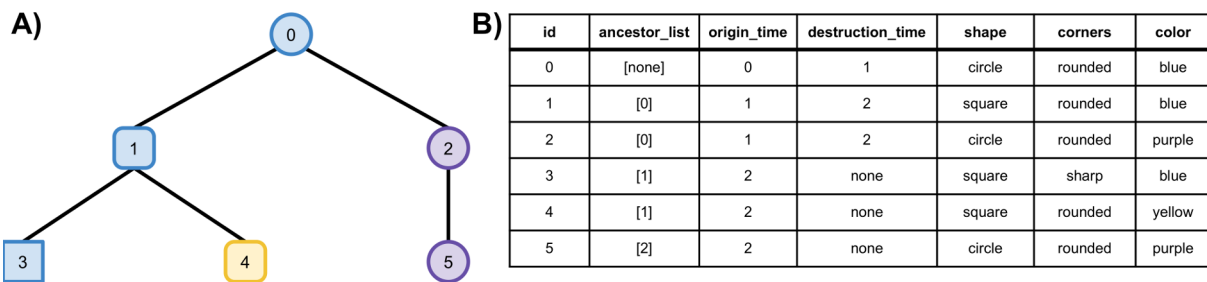 A)
0
1
2
3
4
5
B)
id ancestor_list origin_time destruction_time shape corners color
0 [none] 0 1 circle rounded blue
1 [0] 1 2 square rounded blue
2 [0] 1 2 circle rounded purple
3 [1] 2 none square sharp blue
4 [1] 2 none square rounded yellow
5 [2] 2 none circle rounded purple